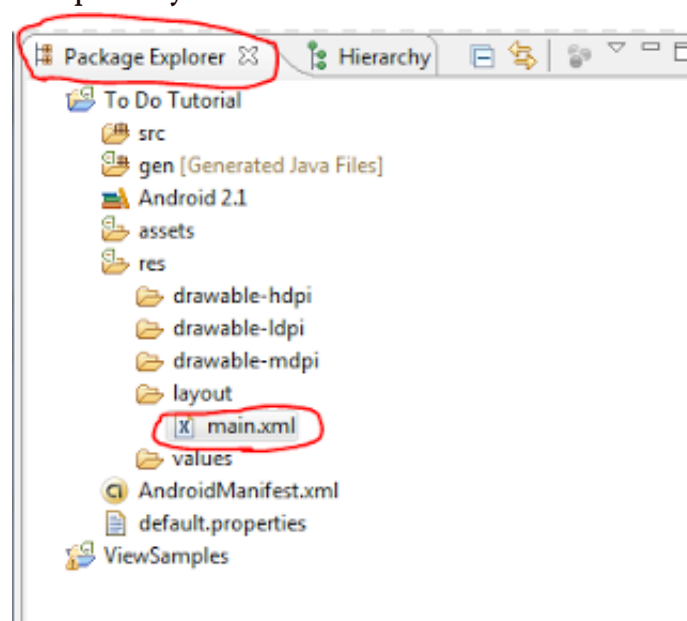 Package Explorer Hierarchy
To Do Tutorial
src
gen [Generated Java Files]
Android 2.1
assets
res
drawable-hdpi
drawable-ldpi
drawable-mdpi
layout
main.xml
values
AndroidManifest.xml
default.properties
ViewSamples